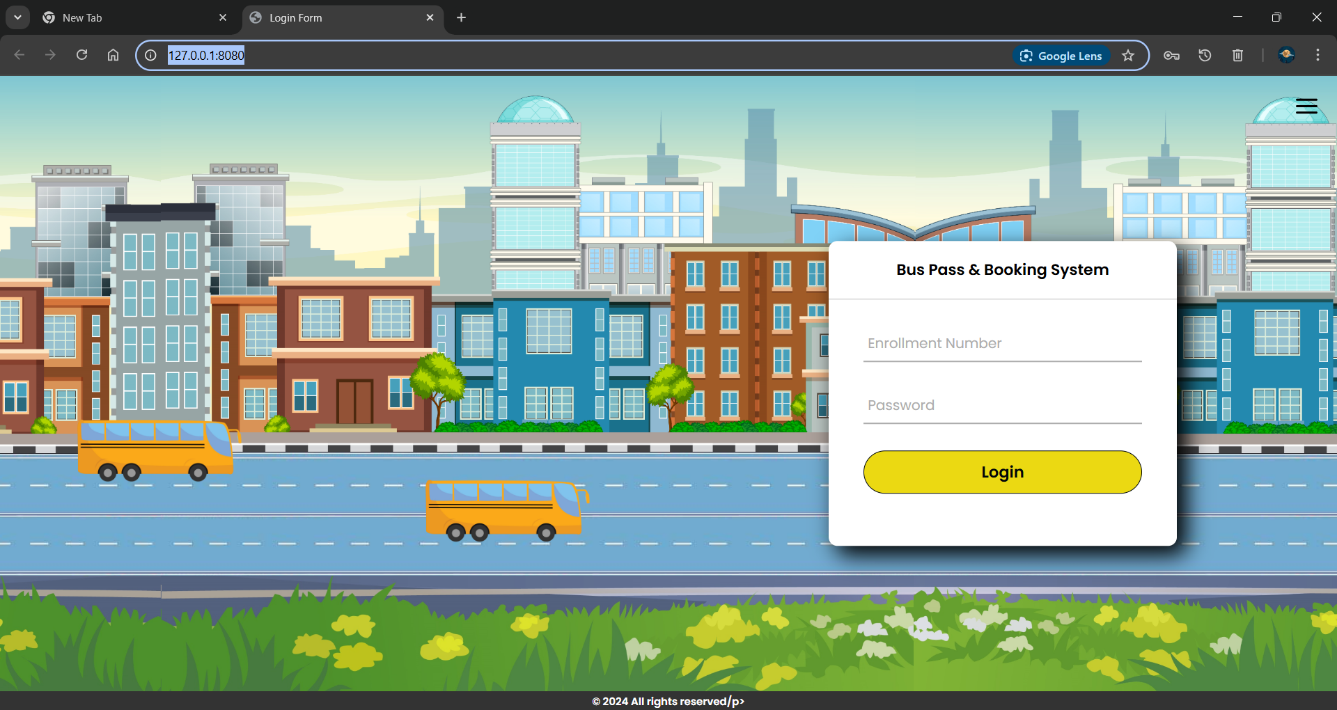 New Tab
Login Form
127.0.0.1:8080
Google Lens
Bus Pass & Booking System
Enrollment Number
Password
Login
© 2024 All rights reserved/p>